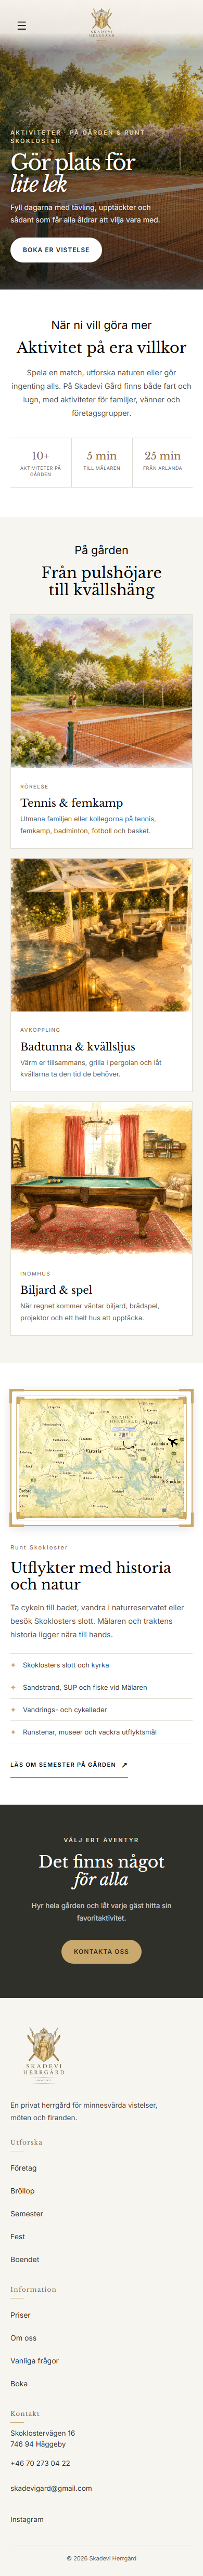 SKADEVI
HERRGÅRD
AKTIVITETER · PÅ GÅRDEN & RUNT
SKOKLOSTER
Gör plats för
lite lek
Fyll dagarna med tävling, upptäckter och
sådant som får alla åldrar att vilja vara med.
BOKA ER VISTELSE
När ni vill göra mer
Aktivitet på era villkor
Spela en match, utforska naturen eller gör
ingenting alls. På Skadevi Gård finns både fart och
lugn, med aktiviteter för familjer, vänner och
företagsgrupper.
10+
AKTIVITETER PÅ
GÅRDEN
5 min
TILL MÄLAREN
25 min
FRÅN ARLANDA
På gården
Från pulshöjare
till kvällshäng
RÖRELSE
Tennis & femkamp
Utmana familjen eller kollegorna på tennis,
femkamp, badminton, fotboll och basket.
AVKOPPLING
Badtunna & kvällsljus
Värm er tillsammans, grilla i pergolan och låt
kvällarna ta den tid de behöver.
INOMHUS
Biljard & spel
När regnet kommer väntar biljard, brädspel,
projektor och ett helt hus att upptäcka.
SKADEVI
HERRGÅRD
Uppsala
Arlanda
Västerås
Örebro
Stockholm
Runt Skokloster
Utflykter med historia
och natur
Ta cykeln till badet, vandra i naturreservatet eller
besök Skoklosters slott. Mälaren och traktens
historia ligger nära till hands.
+ Skoklosters slott och kyrka
+ Sandstrand, SUP och fiske vid Mälaren
+ Vandrings- och cykelleder
+ Runstenar, museer och vackra utflyktsmål
LÄS OM SEMESTER PÅ GÅRDEN ↗
VÄLJ ERT ÄVENTYR
Det finns något
för alla
Hyr hela gården och låt varje gäst hitta sin
favoritaktivitet.
KONTAKTA OSS
SKADEVI
HERRGÅRD
En privat herrgård för minnesvärda vistelser,
möten och firanden.
Utforska
Företag
Bröllop
Semester
Fest
Boendet
Information
Priser
Om oss
Vanliga frågor
Boka
Kontakt
Skoklostervägen 16
746 94 Häggeby
+46 70 273 04 22
skadevigard@gmail.com
Instagram
© 2026 Skadevi Herrgård